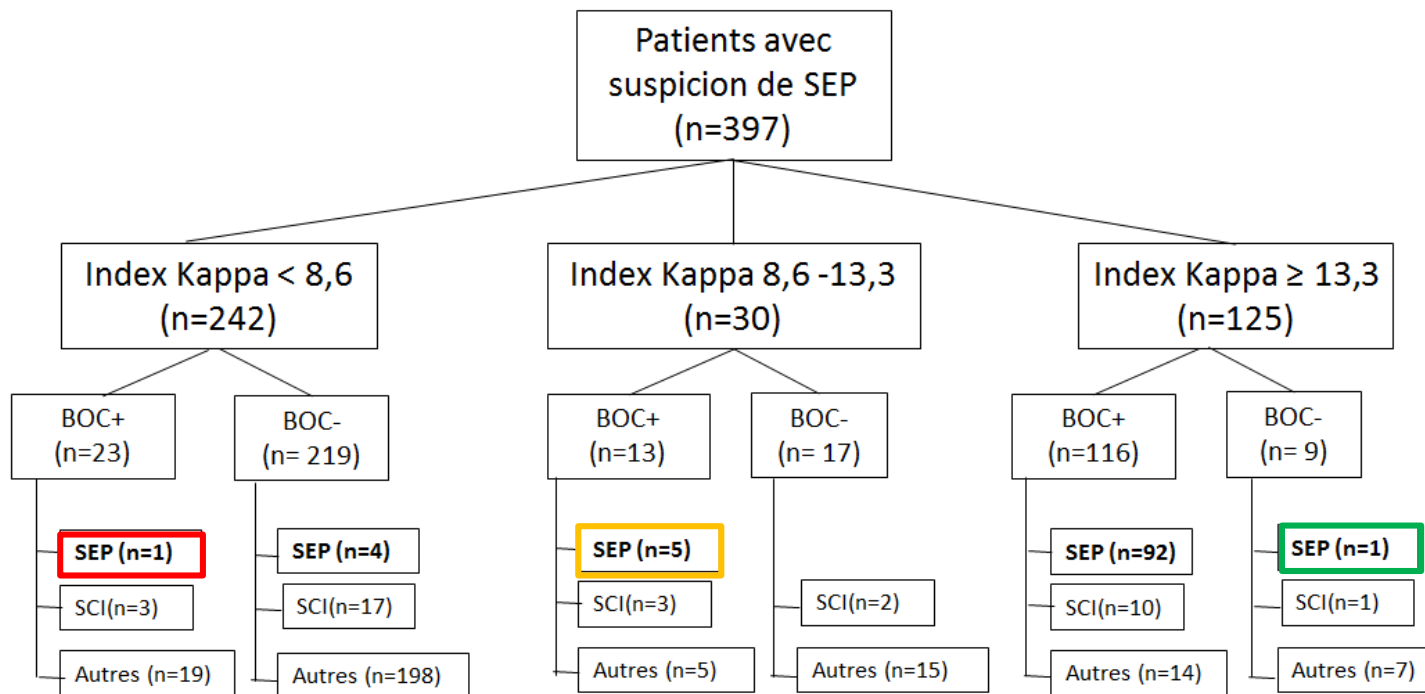 Patients avec
suspicion de SEP
(n=397)
Index Kappa < 8,6
(n=242)
Index Kappa 8,6 -13,3
(n=30)
Index Kappa ≥ 13,3
(n=125)
BOC+
(n=23)
BOC-
(n= 219)
BOC+
(n=13)
BOC-
(n= 17)
BOC+
(n=116)
BOC-
(n= 9)
SEP (n=1)
SEP (n=4)
SEP (n=5)
SEP (n=92)
SEP (n=1)
SCI(n=3)
SCI(n=17)
SCI(n=3)
SCI(n=2)
SCI(n=10)
SCI(n=1)
Autres (n=19)
Autres (n=198)
Autres (n=5)
Autres (n=15)
Autres (n=14)
Autres (n=7)